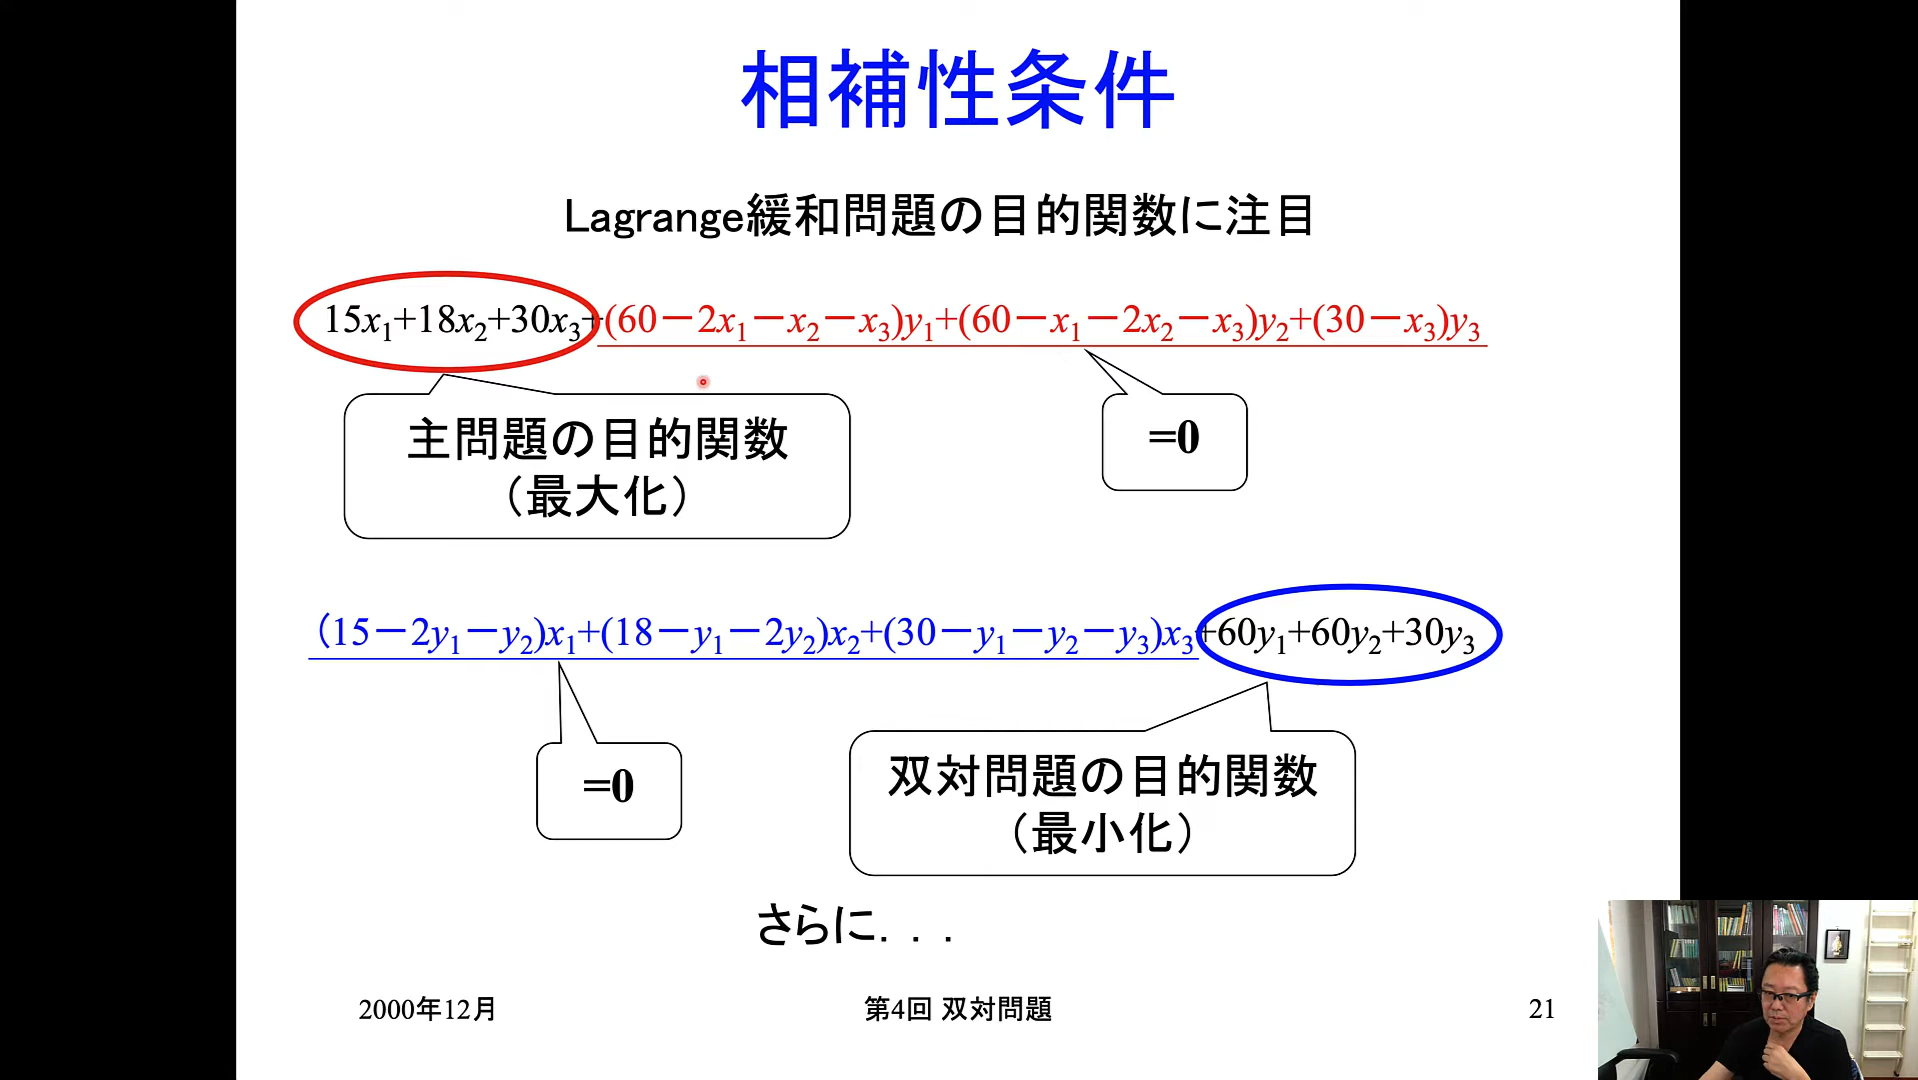 相補性条件
Lagrange緩和問題の目的関数に注目
15x₁+18x₂+30x₃+(60−2x₁−x₂−x₃)y₁+(60−x₁−2x₂−x₃)y₂+(30−x₃)y₃
主問題の目的関数
（最大化）
=0
（15−2y₁−y₂)x₁+(18−y₁−2y₂)x₂+(30−y₁−y₂−y₃)x₃+60y₁+60y₂+30y₃
=0
双対問題の目的関数
（最小化）
さらに．．．
2000年12月
第4回 双対問題
21